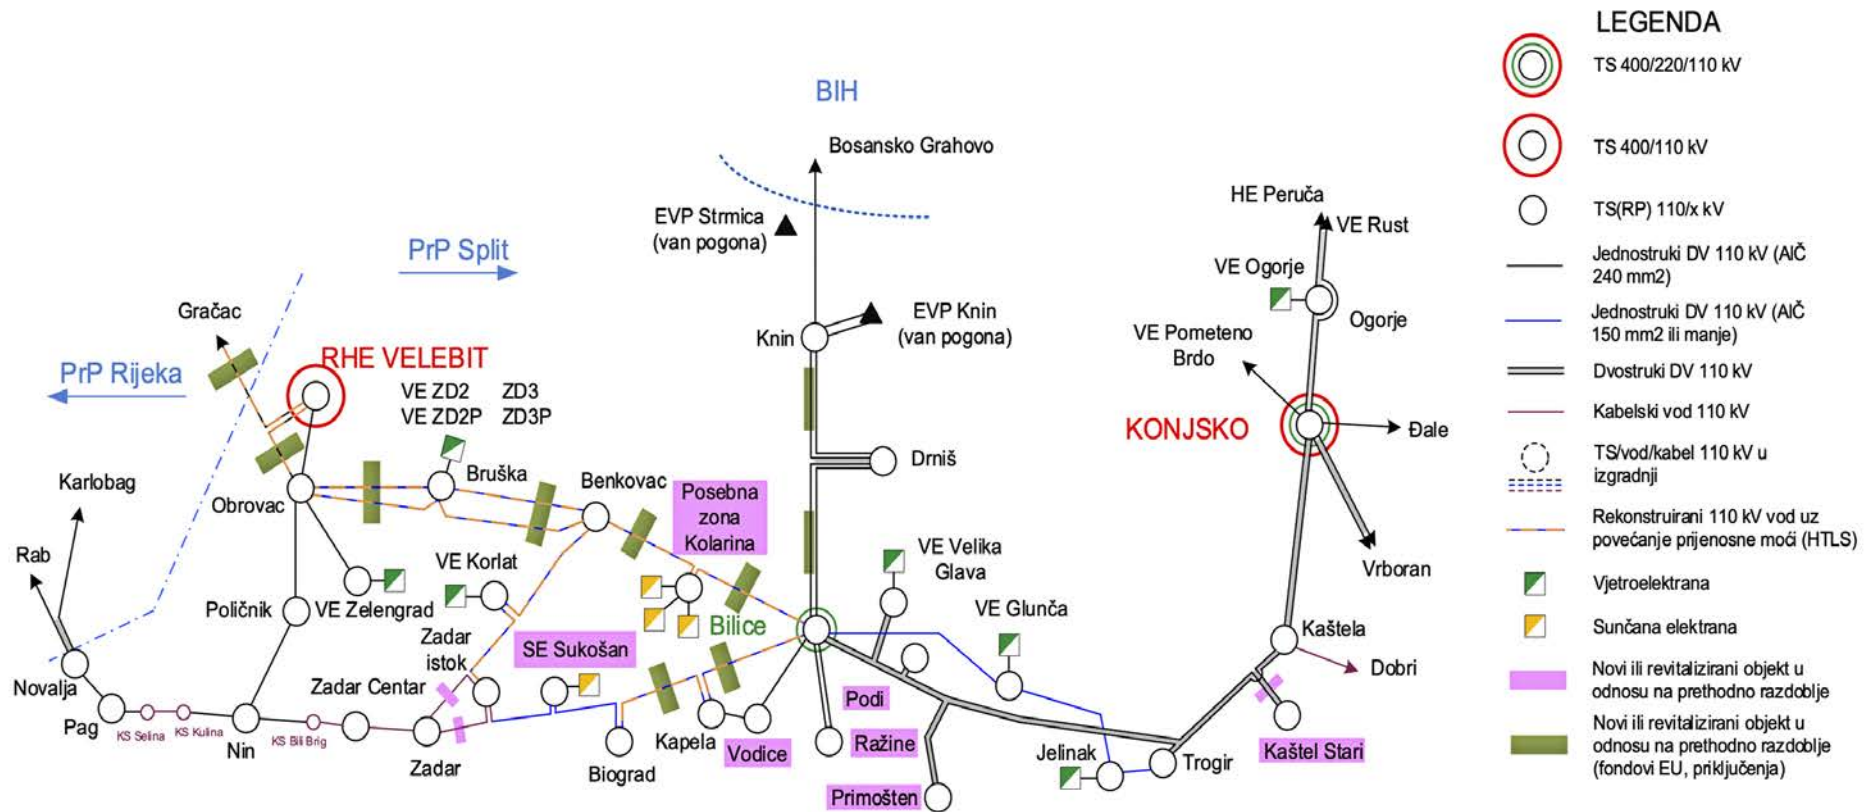 BIH
Bosansko Grahovo
EVP Strmica
(van pogona)
PrP Split
Gračac
PrP Rijeka
RHE VELEBIT
VE ZD2 ZD3
VE ZD2P ZD3P
Knin
EVP Knin
(van pogona)
HE Peruča
VE Rust
VE Ogorje
Ogorje
VE Pometeno
Brdo
KONJSKO
Đale
Vrboran
Karlobag
Rab
Obrovac
Bruška
Benkovac
Posebna
zona
Kolarina
Drniš
VE Korlat
Poličnik
VE Zelengrad
Zadar
istok
SE Sukošan
Bilice
VE Velika
Glava
VE Glunča
Kaštela
Dobri
Novalja
Pag
KS Selina
KS Kulina
Nin
KS Bili Brig
Zadar Centar
Zadar
Biograd
Kapela
Vodice
Podi
Ražine
Primošten
Jelinak
Trogir
Kaštel Stari
LEGENDA
TS 400/220/110 kV
TS 400/110 kV
TS(RP) 110/x kV
Jednostruki DV 110 kV (AlČ
240 mm2)
Jednostruki DV 110 kV (AlČ
150 mm2 ili manje)
Dvostruki DV 110 kV
Kabelski vod 110 kV
TS/vod/kabel 110 kV u
izgradnji
Rekonstruirani 110 kV vod uz
povećanje prijenosne moći (HTLS)
Vjetroelektrana
Sunčana elektrana
Novi ili revitalizirani objekt u
odnosu na prethodno razdoblje
Novi ili revitalizirani objekt u
odnosu na prethodno razdoblje
(fondovi EU, priključenja)